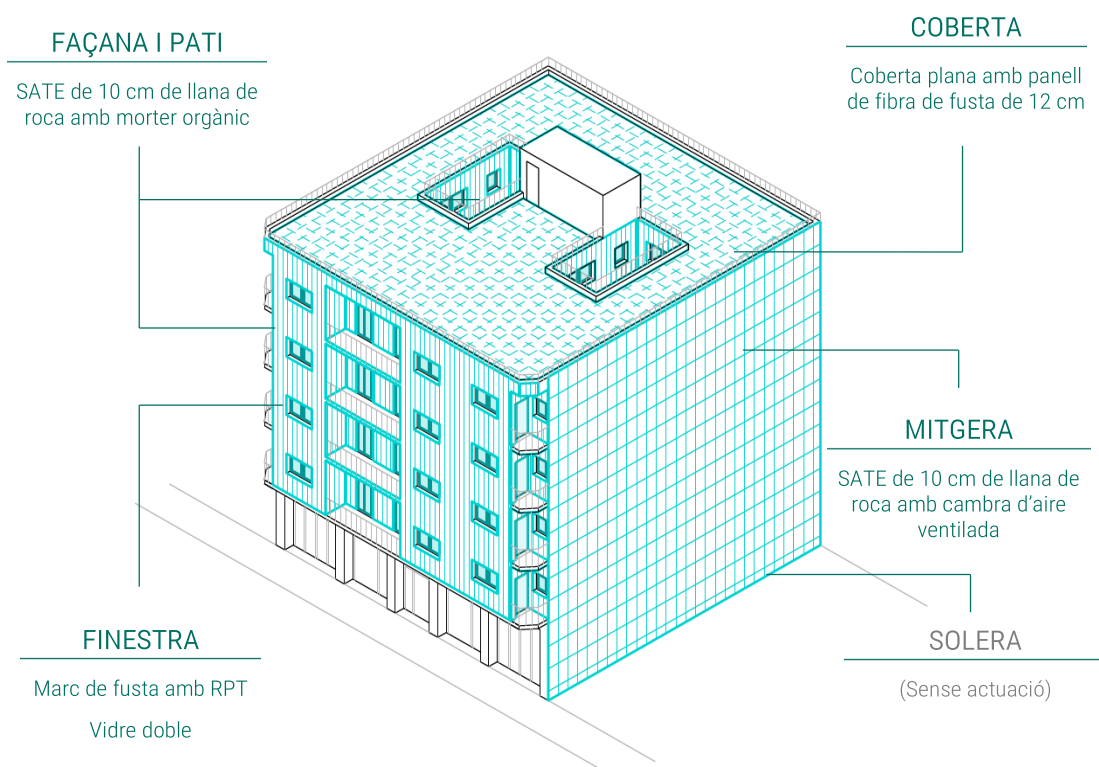 FAÇANA I PATI
SATE de 10 cm de llana de
roca amb morter orgànic
COBERTA
Coberta plana amb panell
de fibra de fusta de 12 cm
MITGERA
SATE de 10 cm de llana de
roca amb cambra d'aire
ventilada
FINESTRA
Marc de fusta amb RPT
Vidre doble
SOLERA
(Sense actuació)